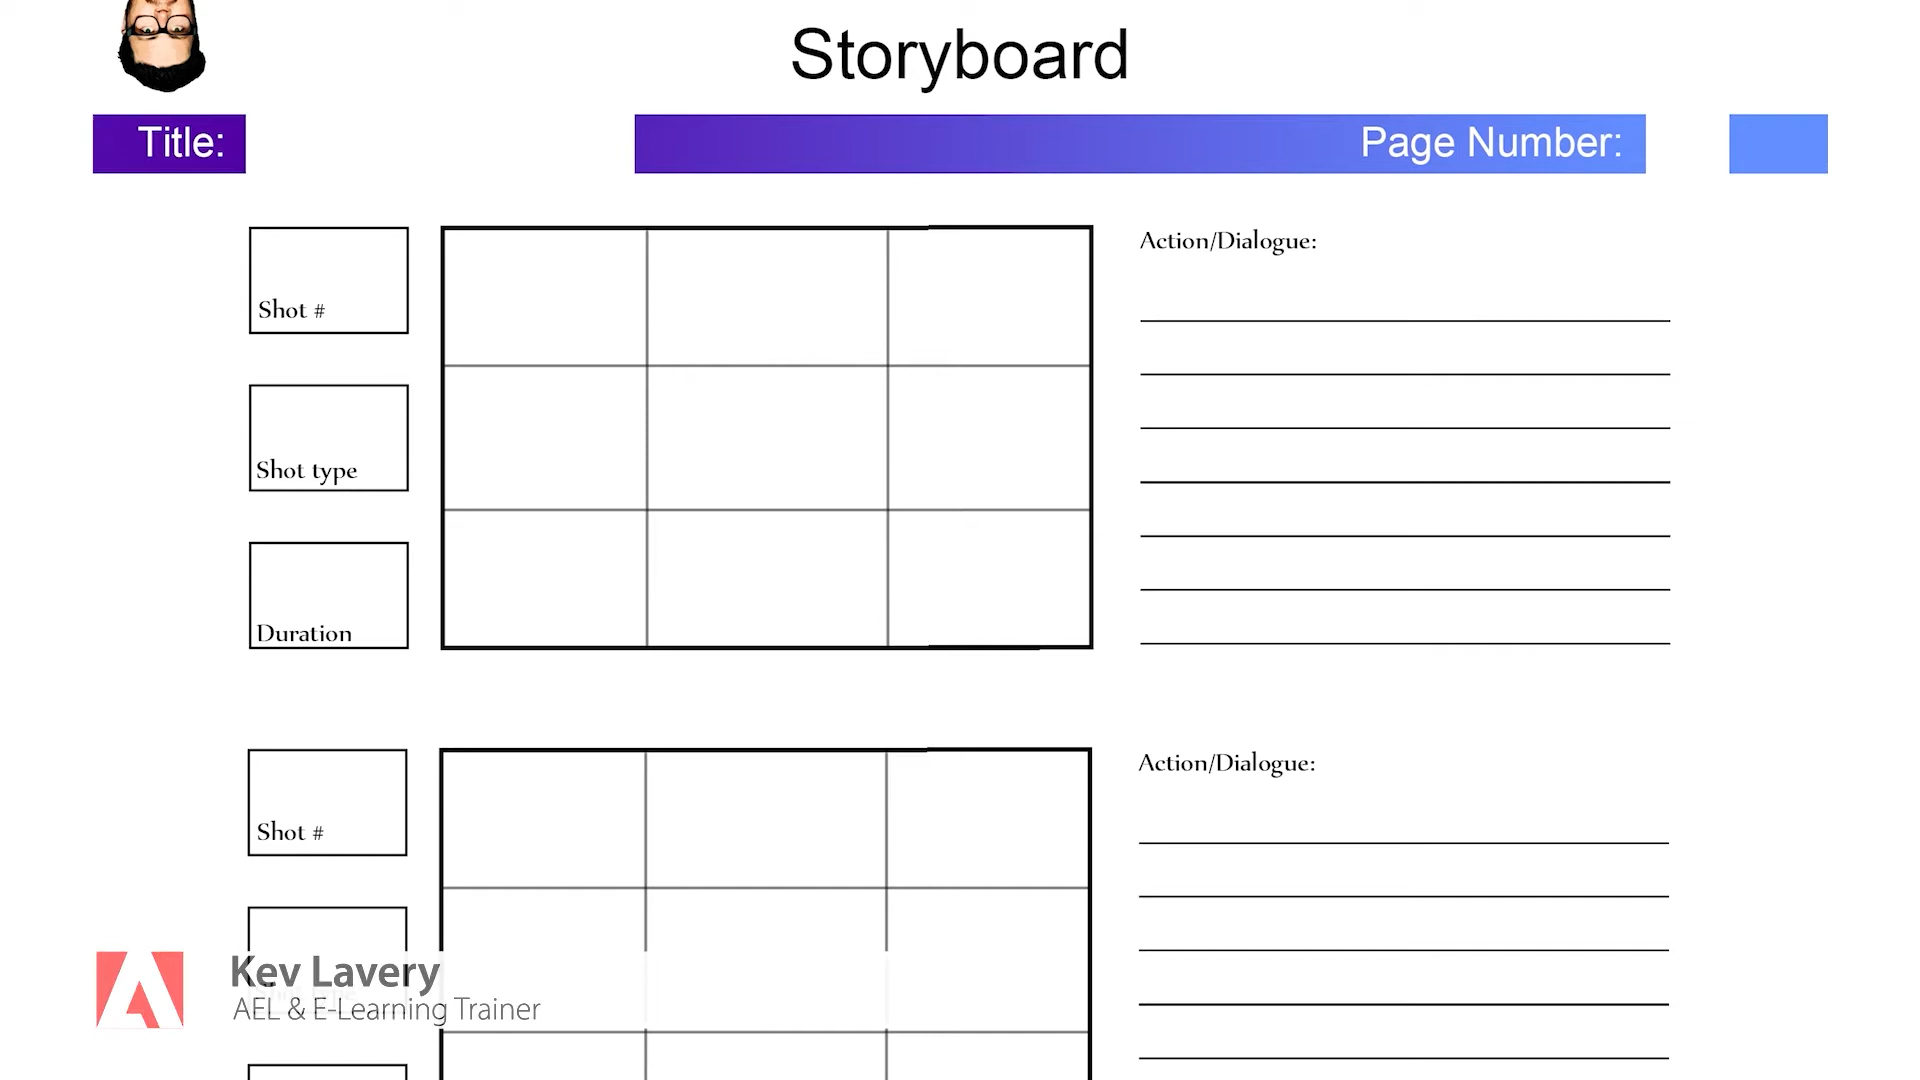 Storyboard
Title:
Page Number:
Shot #
Shot type
Duration
Action/Dialogue:
Shot #
Action/Dialogue:
Kev Lavery
AEL & E-Learning Trainer